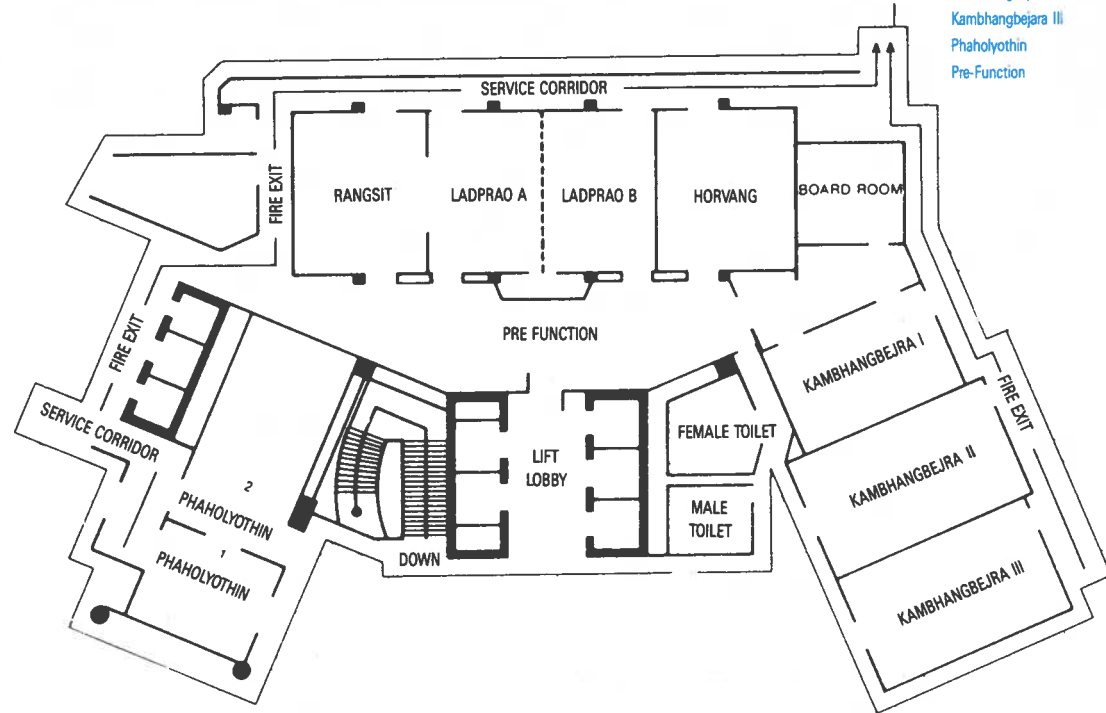 Kambhangbejara III
Phaholyothin
Pre-Function
SERVICE CORRIDOR
FIRE EXIT
RANGSIT
LADPRAO A
LADPRAO B
HORVANG
BOARD ROOM
PRE FUNCTION
FIRE EXIT
KAMBHANGBEJRA I
FIRE EXIT
SERVICE CORRIDOR
FEMALE TOILET
LIFT
LOBBY
KAMBHANGBEJRA II
2
PHAHOLYOTHIN
MALE
TOILET
1
PHAHOLYOTHIN
DOWN
KAMBHANGBEJRA III